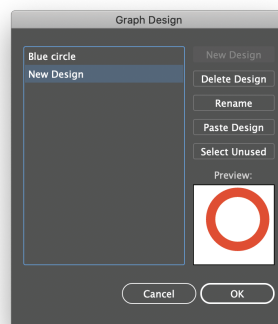 Graph Design
Blue circle
New Design
New Design
Delete Design
Rename
Paste Design
Select Unused
Preview:
Cancel
OK